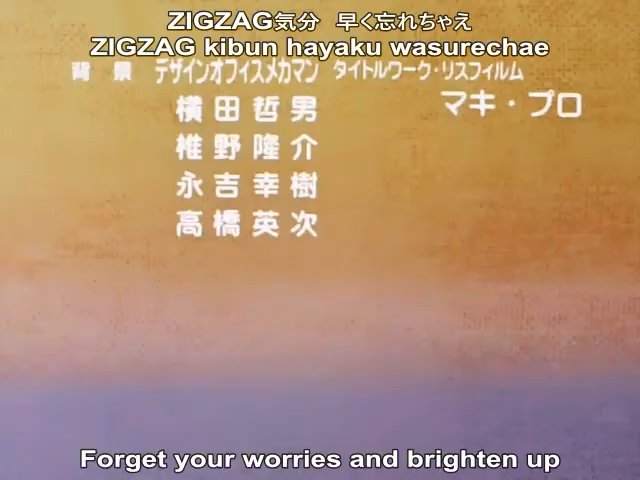 ZIGZAG気分　早く忘れちゃえ
ZIGZAG kibun hayaku wasurechae
背　景　デザインオフィスメカマン　タイトルワーク・リスフィルム
横田哲男　マキ・プロ
椎野隆介
永吉幸樹
高橋英次
Forget your worries and brighten up